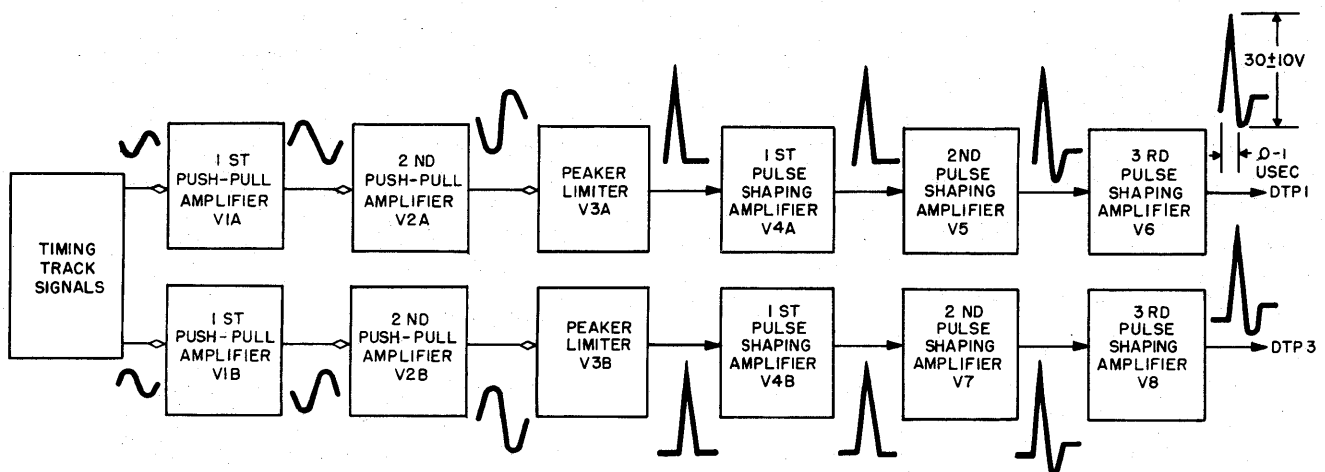 TIMING
TRACK
SIGNALS
1 ST
PUSH-PULL
AMPLIFIER
V1A
2 ND
PUSH-PULL
AMPLIFIER
V2A
PEAKER
LIMITER
V3A
1 ST
PULSE
SHAPING
AMPLIFIER
V4A
2ND
PULSE
SHAPING
AMPLIFIER
V5
3 RD
PULSE
SHAPING
AMPLIFIER
V6
30±10V
.0-1
USEC
DTP1
1 ST
PUSH-PULL
AMPLIFIER
V1B
2 ND
PUSH-PULL
AMPLIFIER
V2B
PEAKER
LIMITER
V3B
1 ST
PULSE
SHAPING
AMPLIFIER
V4B
2 ND
PULSE
SHAPING
AMPLIFIER
V7
3 RD
PULSE
SHAPING
AMPLIFIER
V8
DTP 3